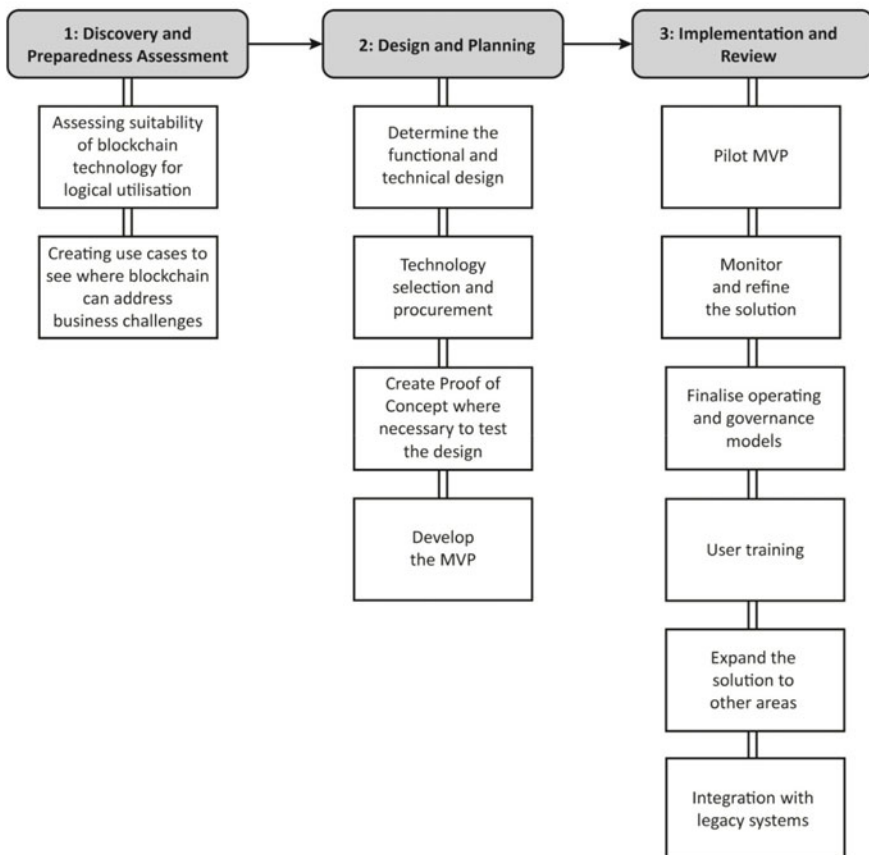 1: Discovery and
Preparedness Assessment
Assessing suitability
of blockchain
technology for
logical utilisation
Creating use cases to
see where blockchain
can address
business challenges
2: Design and Planning
Determine the
functional and
technical design
Technology
selection and
procurement
Create Proof of
Concept where
necessary to test
the design
Develop
the MVP
3: Implementation and
Review
Pilot MVP
Monitor
and refine
the solution
Finalise operating
and governance
models
User training
Expand the
solution to
other areas
Integration with
legacy systems